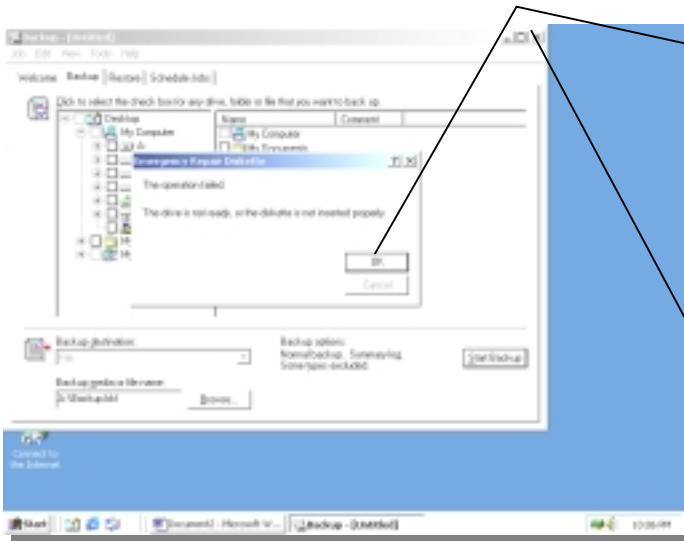 Backup - [Untitled]
Job Edit View Tools Help
Welcome Backup Restore Schedule Jobs
Click to select the check box for any drive, folder or file that you want to back up.
Desktop
Name Comment
My Computer
My Computer
A:
My Documents
Emergency Repair Diskette
The operation failed.
The drive is not ready, or the diskette is not inserted properly.
OK
Cancel
Backup destination:
File
Backup options:
Normal backup. Summary log.
Some types excluded.
Start Backup
Backup media or file name:
A:\Backup.bkf
Browse...
Connect to
the Internet
Start
Document2 - Microsoft W...
Backup - [Untitled]
10:06 AM